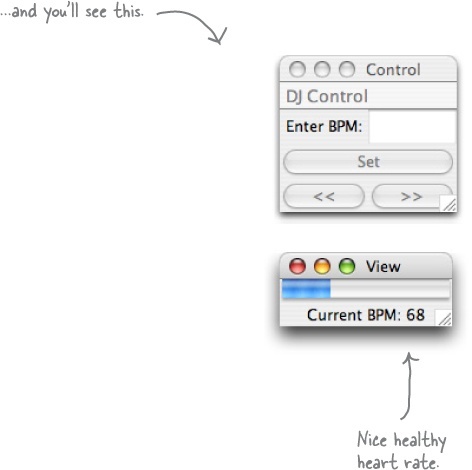 ...and you'll see this.
Control
DJ Control
Enter BPM:
Set
<< >>
View
Current BPM: 68
Nice healthy
heart rate.